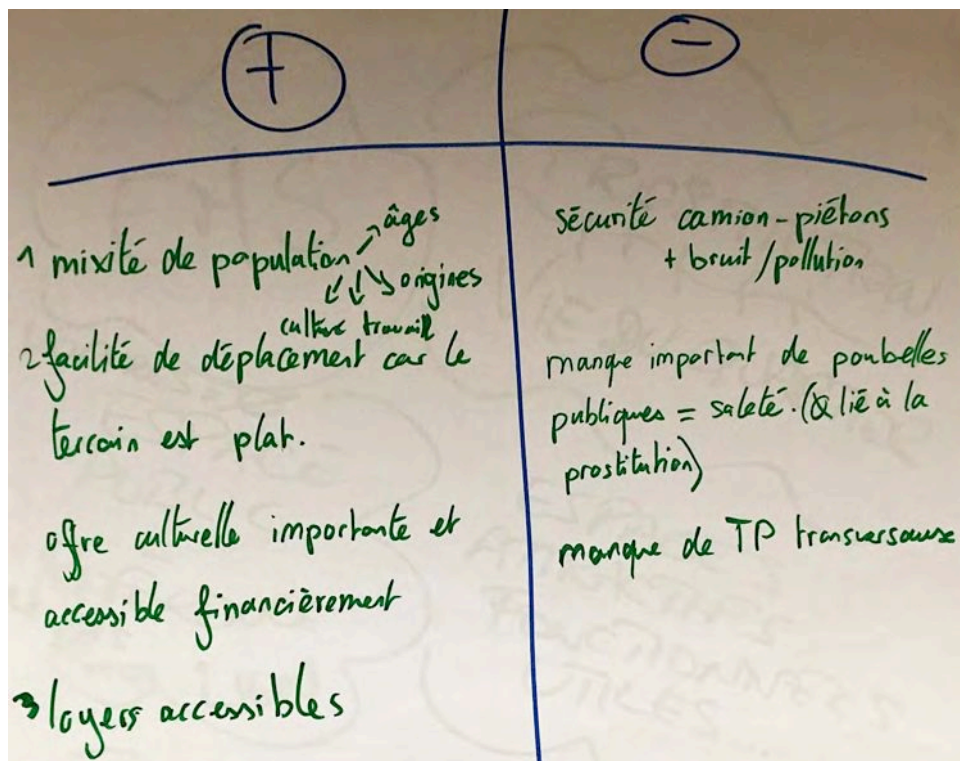 +
1 mixité de population
âges
origines
culture travail
2 facilité de déplacement car le
terrain est plat.
offre culturelle importante et
accessible financièrement
3 loyers accessibles
-
sécurité camion-piétons
+ bruit/pollution
manque important de poubelles
publiques = saleté. (& lié à la
prostitution)
manque de TP transversaux